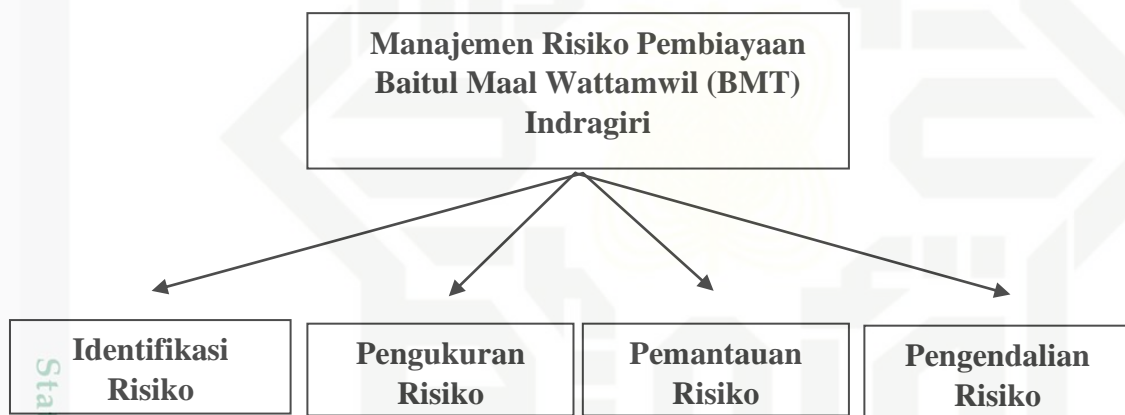 Manajemen Risiko Pembiayaan
Baitul Maal Wattamwil (BMT)
Indragiri
Identifikasi
Risiko
Pengukuran
Risiko
Pemantauan
Risiko
Pengendalian
Risiko